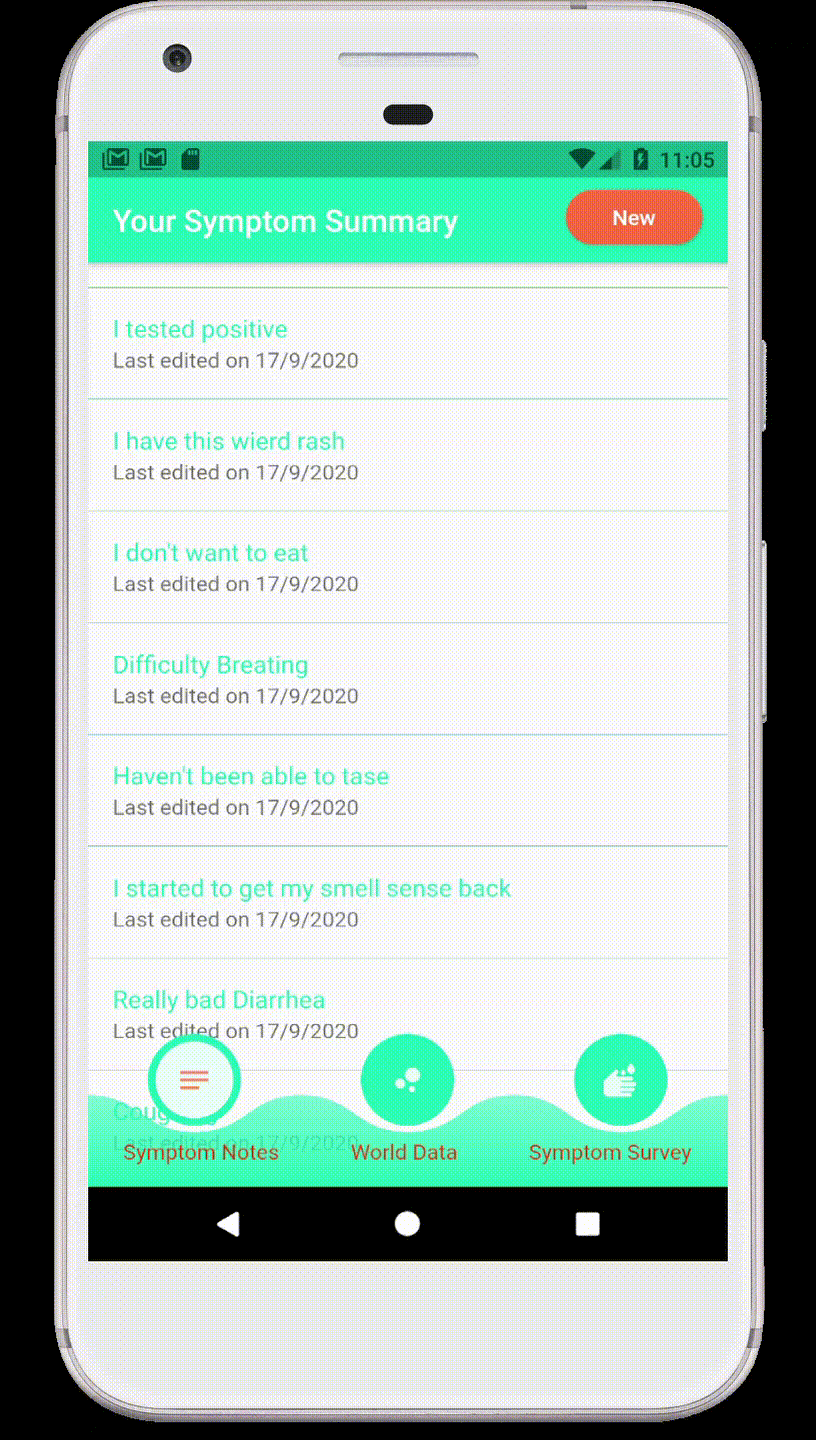 11:05
Your Symptom Summary
New
I tested positive
Last edited on 17/9/2020
I have this wierd rash
Last edited on 17/9/2020
I don't want to eat
Last edited on 17/9/2020
Difficulty Breating
Last edited on 17/9/2020
Haven't been able to tase
Last edited on 17/9/2020
I started to get my smell sense back
Last edited on 17/9/2020
Really bad Diarrhea
Last edited on 17/9/2020
Last edited on 17/9/2020
Symptom Notes
World Data
Symptom Survey